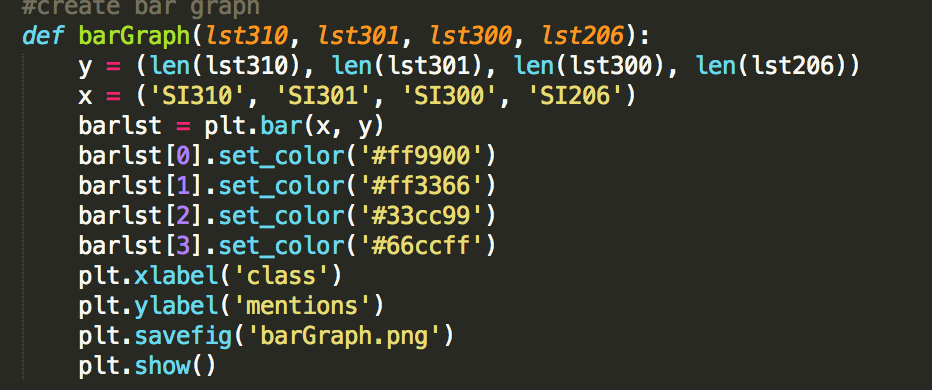 #create bar graph
def barGraph(lst310, lst301, lst300, lst206):
    y = (len(lst310), len(lst301), len(lst300), len(lst206))
    x = ('SI310', 'SI301', 'SI300', 'SI206')
    barlst = plt.bar(x, y)
    barlst[0].set_color('#ff9900')
    barlst[1].set_color('#ff3366')
    barlst[2].set_color('#33cc99')
    barlst[3].set_color('#66ccff')
    plt.xlabel('class')
    plt.ylabel('mentions')
    plt.savefig('barGraph.png')
    plt.show()